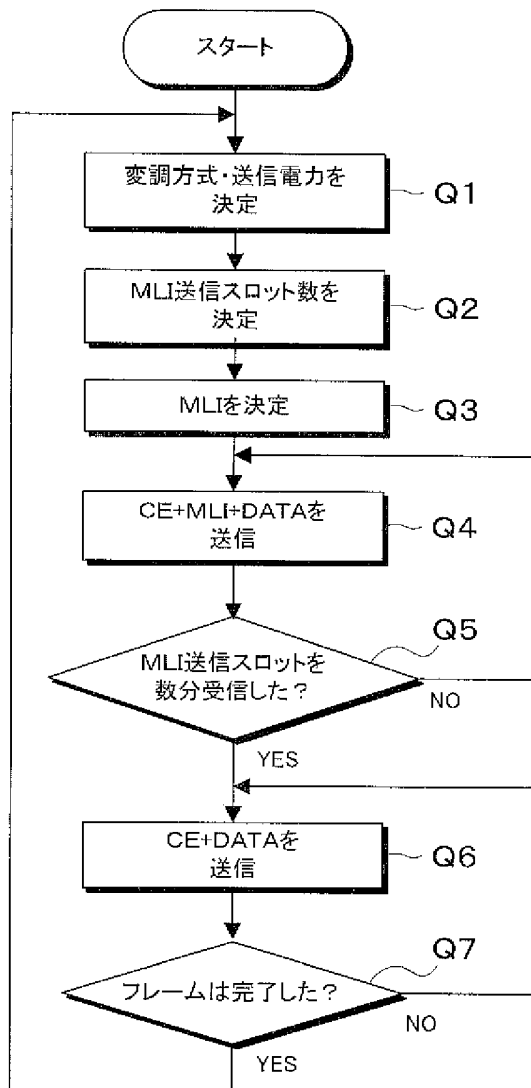 スタート
変調方式・送信電力を
決定
Q1
MLI送信スロット数を
決定
Q2
MLIを決定
Q3
CE+MLI+DATAを
送信
Q4
MLI送信スロットを
数分受信した？
Q5
NO
YES
CE+DATAを
送信
Q6
フレームは完了した？
Q7
NO
YES